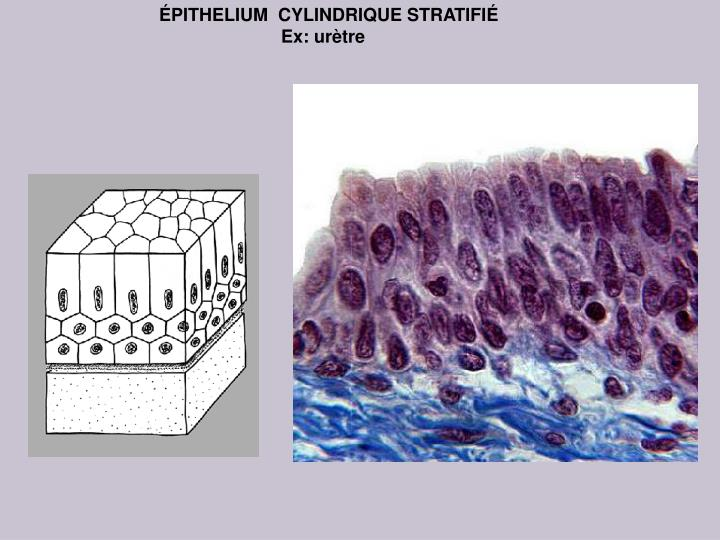 ÉPITHELIUM CYLINDRIQUE STRATIFIÉ
Ex: urètre